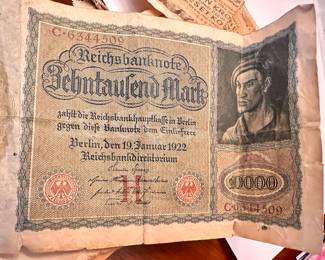 C·6344509
Reichsbanknote
Zehntausend Mark
zahlt die Reichsbankhauptkasse in Berlin
gegen diese Banknote dem Einlieferer
Berlin, den 19. Januar 1922
Reichsbankdirektorium
H
10000
C·6344509